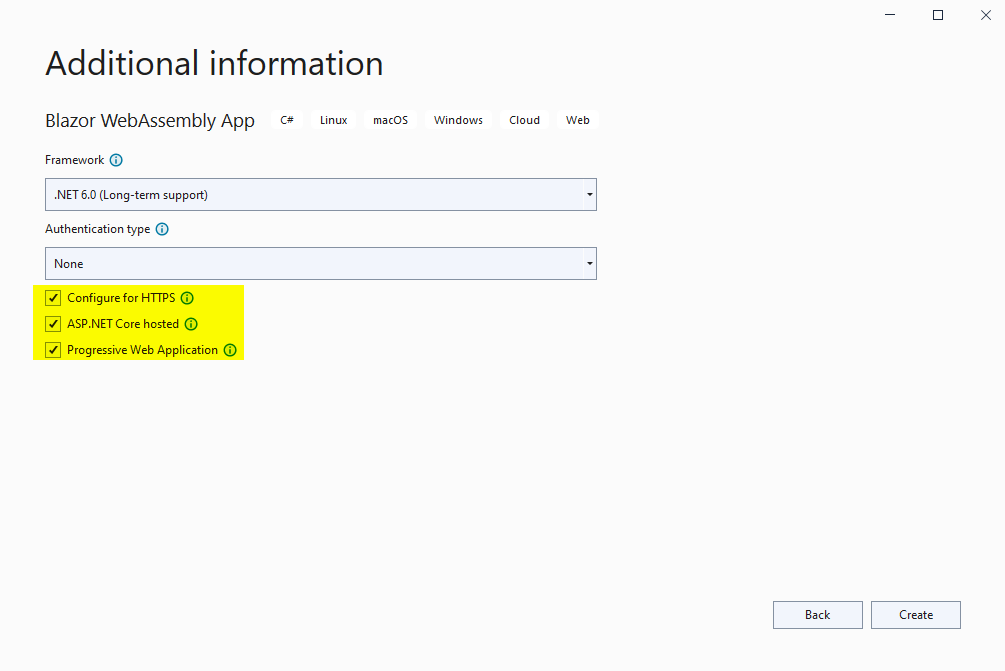 Additional information
Blazor WebAssembly App C# Linux macOS Windows Cloud Web
Framework
.NET 6.0 (Long-term support)
Authentication type
None
Configure for HTTPS
ASP.NET Core hosted
Progressive Web Application
Back Create